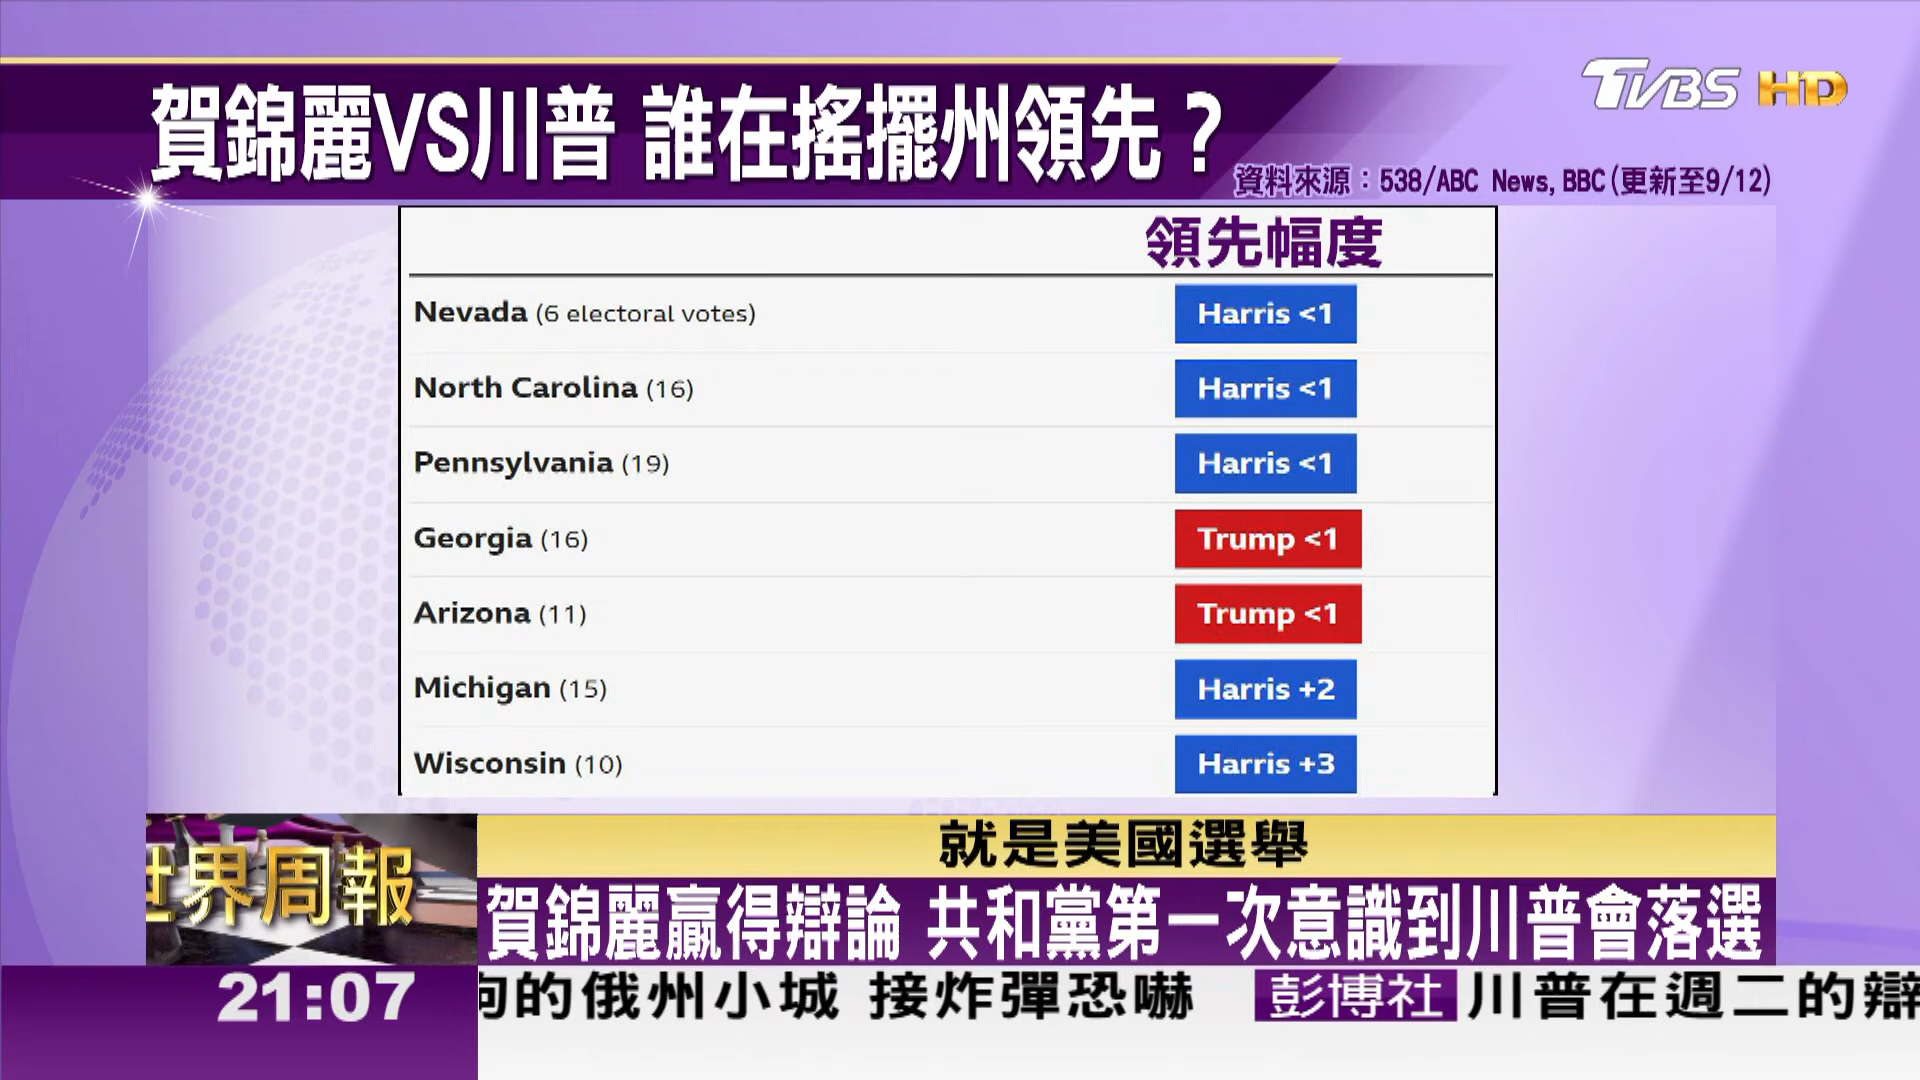 賀錦麗VS川普 誰在搖擺州領先？
TVBS HD
資料來源：538/ABC News, BBC(更新至9/12)
領先幅度
Nevada (6 electoral votes) Harris <1
North Carolina (16) Harris <1
Pennsylvania (19) Harris <1
Georgia (16) Trump <1
Arizona (11) Trump <1
Michigan (15) Harris +2
Wisconsin (10) Harris +3
世界周報
就是美國選舉
賀錦麗贏得辯論 共和黨第一次意識到川普會落選
21:07
的俄州小城 接炸彈恐嚇 彭博社 川普在週二的辯